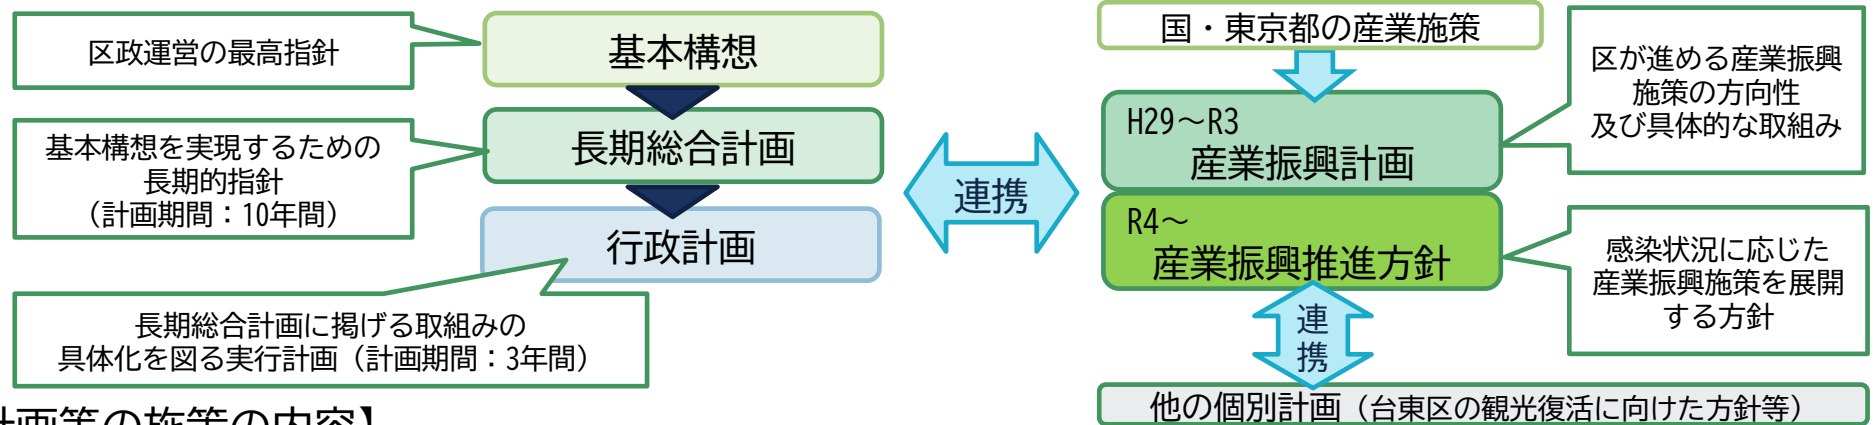 区政運営の最高指針
基本構想
基本構想を実現するための
長期的指針
（計画期間：10年間）
長期総合計画
行政計画
長期総合計画に掲げる取組みの
具体化を図る実行計画（計画期間：3年間）
連携
国・東京都の産業施策
H29～R3
産業振興計画
区が進める産業振興
施策の方向性
及び具体的な取組み
R4～
産業振興推進方針
感染状況に応じた
産業振興施策を展開
する方針
連
携
他の個別計画（台東区の観光復活に向けた方針等）
計画等の施策の内容】